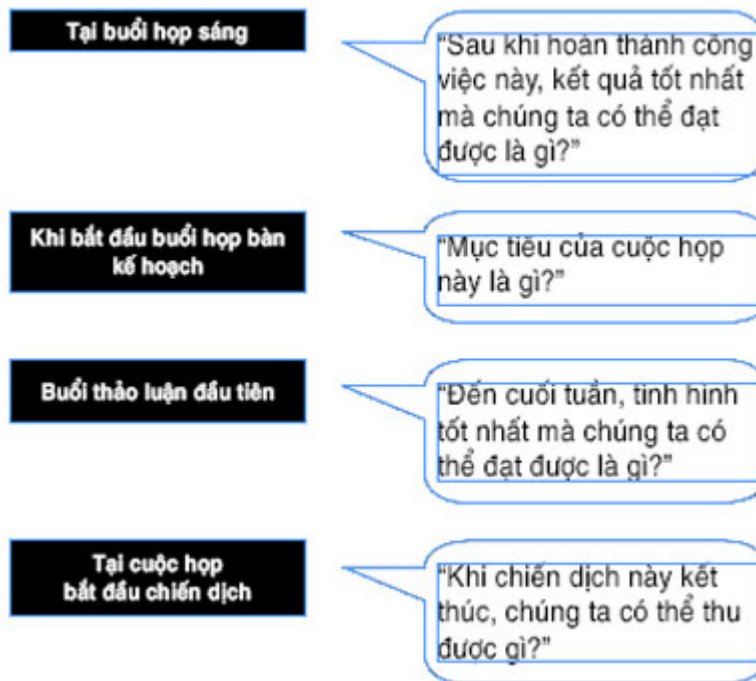 Tại buổi họp sáng
“Sau khi hoàn thành công
việc này, kết quả tốt nhất
mà chúng ta có thể đạt
được là gì?”
Khi bắt đầu buổi họp bàn
kế hoạch
“Mục tiêu của cuộc họp
này là gì?”
Buổi thảo luận đầu tiên
“Đến cuối tuần, tình hình
tốt nhất mà chúng ta có
thể đạt được là gì?”
Tại cuộc họp
bắt đầu chiến dịch
“Khi chiến dịch này kết
thúc, chúng ta có thể thu
được gì?”